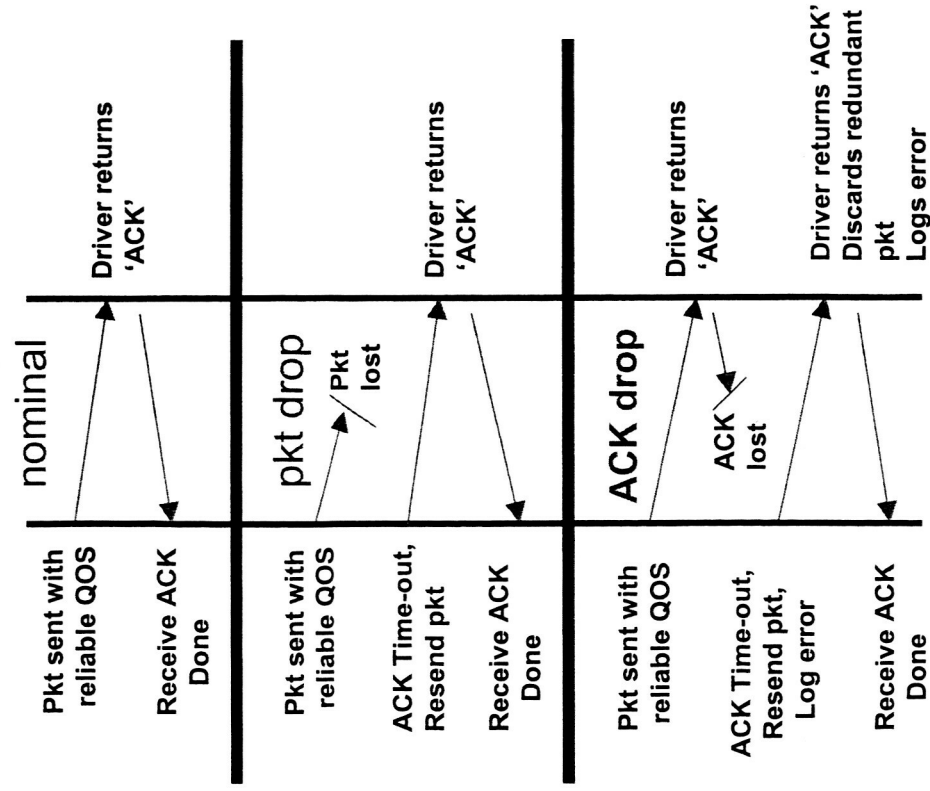 nominal
Pkt sent with
reliable QOS
Driver returns
‘ACK’
Receive ACK
Done
pkt drop
Pkt sent with
reliable QOS
Pkt
lost
ACK Time-out,
Resend pkt
Driver returns
‘ACK’
Receive ACK
Done
ACK drop
Pkt sent with
reliable QOS
Driver returns
‘ACK’
ACK
lost
ACK Time-out,
Resend pkt,
Log error
Driver returns ‘ACK’
Discards redundant
pkt
Logs error
Receive ACK
Done